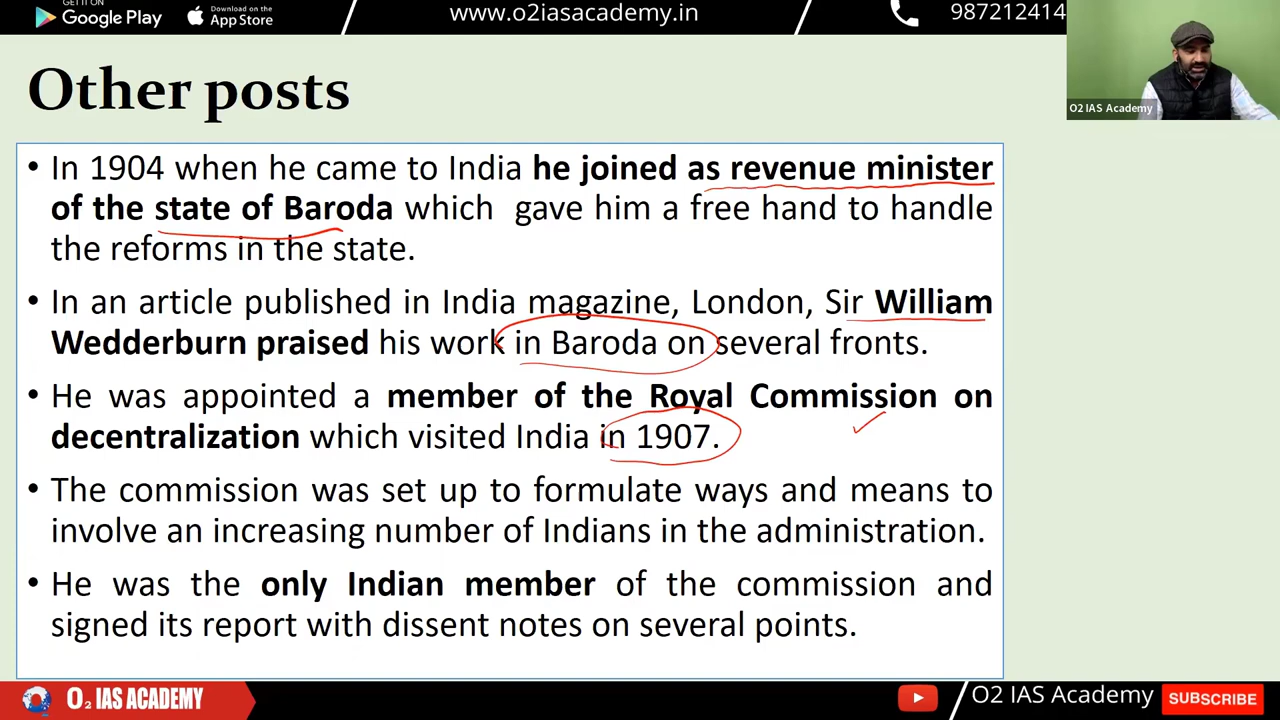 GET IT ON
Google Play
Download on the
App Store
www.o2iasacademy.in
987212414
Other posts
O2 IAS Academy
• In 1904 when he came to India he joined as revenue minister
of the state of Baroda which gave him a free hand to handle
the reforms in the state.
• In an article published in India magazine, London, Sir William
Wedderburn praised his work in Baroda on several fronts.
• He was appointed a member of the Royal Commission on
decentralization which visited India in 1907.
• The commission was set up to formulate ways and means to
involve an increasing number of Indians in the administration.
• He was the only Indian member of the commission and
signed its report with dissent notes on several points.
O2 IAS ACADEMY
O2 IAS Academy
SUBSCRIBE